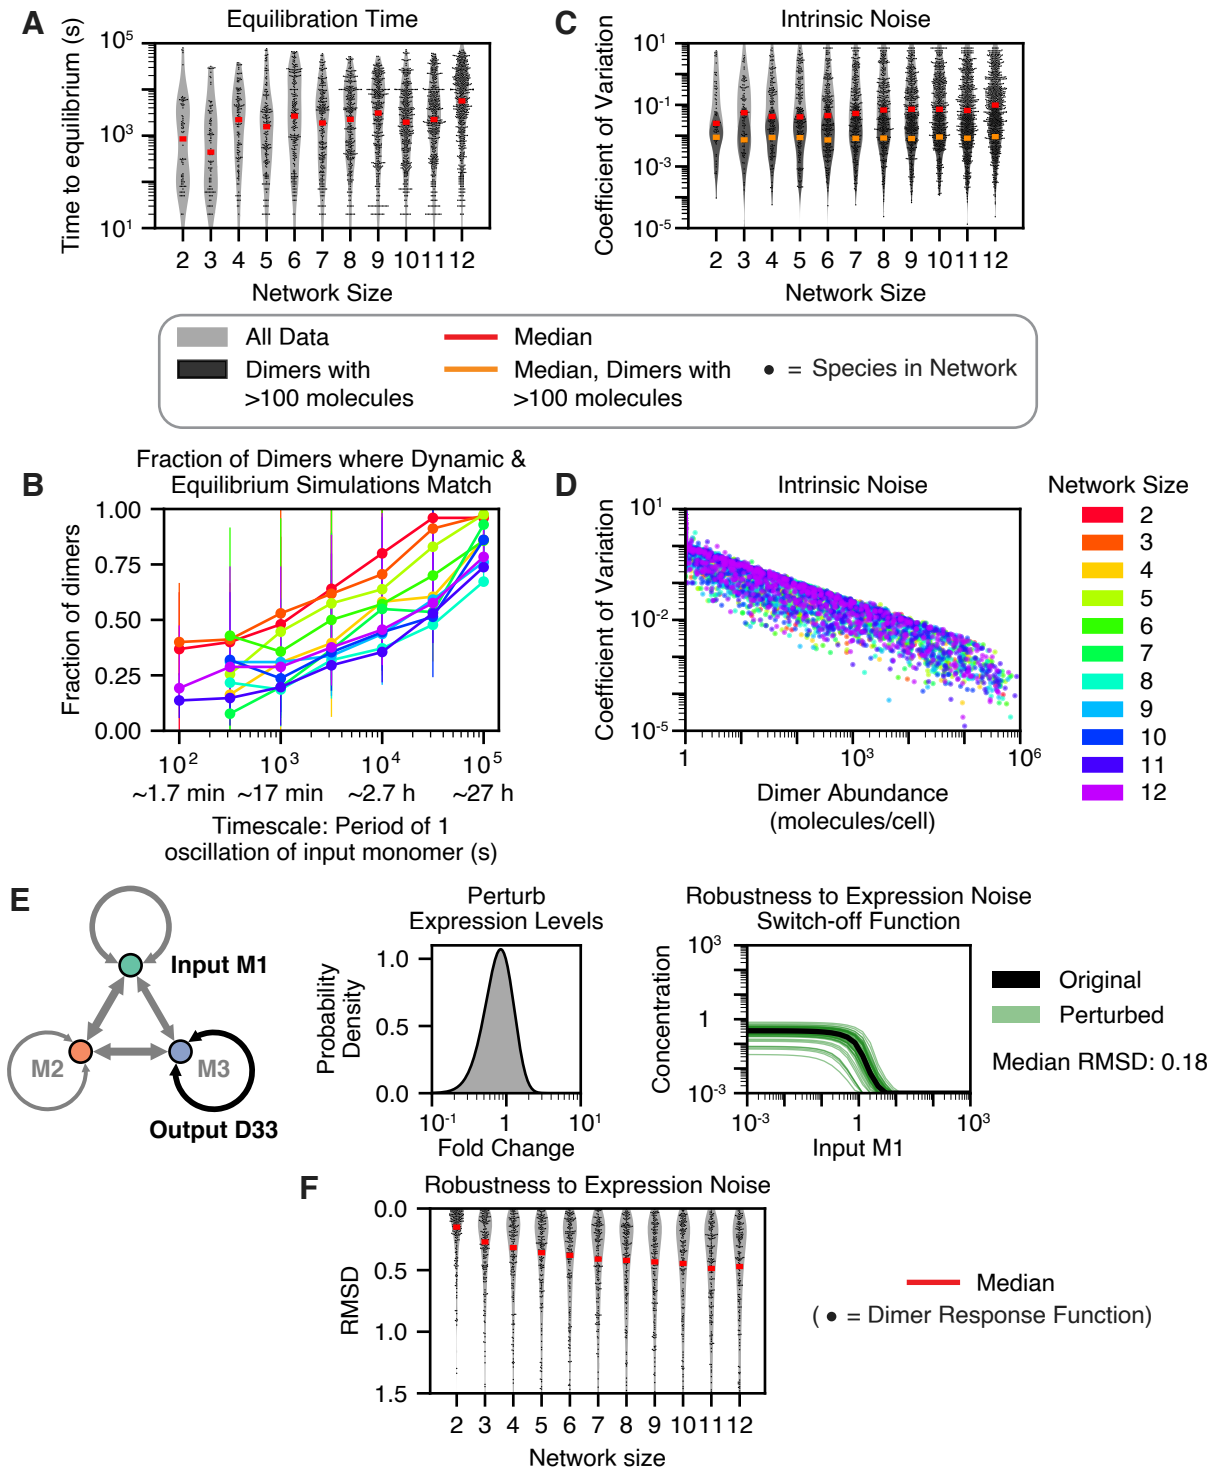 A
Equilibration Time
Time to equilibrium (s)
10^5
10^3
10^1
2 3 4 5 6 7 8 9 10 11 12
Network Size
C
Intrinsic Noise
Coefficient of Variation
10^1
10^-1
10^-3
10^-5
2 3 4 5 6 7 8 9 10 11 12
Network Size
All Data
Dimers with
>100 molecules
Median
Median, Dimers with
>100 molecules
• = Species in Network
B
Fraction of Dimers where Dynamic &
Equilibrium Simulations Match
Fraction of dimers
1.00
0.75
0.50
0.25
0.00
10^2 10^3 10^4 10^5
~1.7 min ~17 min ~2.7 h ~27 h
Timescale: Period of 1
oscillation of input monomer (s)
D
Intrinsic Noise
Coefficient of Variation
10^1
10^-2
10^-5
1 10^3 10^6
Dimer Abundance
(molecules/cell)
Network Size
2
3
4
5
6
7
8
9
10
11
12
E
Input M1
M2
M3
Output D33
Perturb
Expression Levels
Probability
Density
1.0
0.5
0.0
10^-1 1 10^1
Fold Change
Robustness to Expression Noise
Switch-off Function
Concentration
10^3
1
10^-3
10^-3 1 10^3
Input M1
Original
Perturbed
Median RMSD: 0.18
F
Robustness to Expression Noise
RMSD
0.0
0.5
1.0
1.5
2 3 4 5 6 7 8 9 10 11 12
Network size
Median
( • = Dimer Response Function)